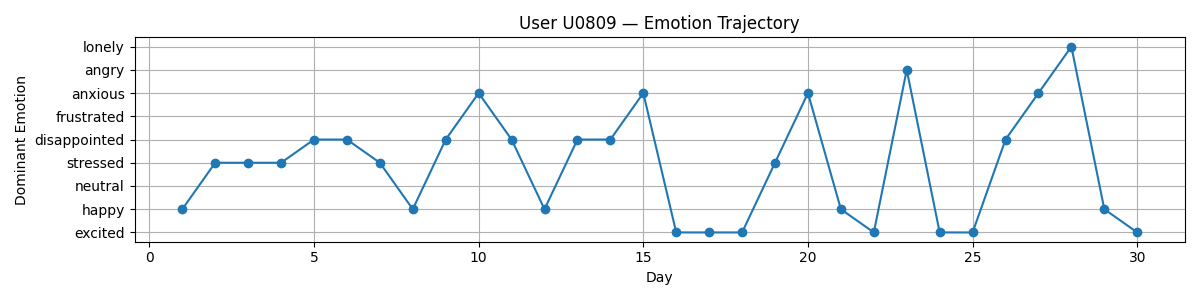 User U0809 — Emotion Trajectory
Dominant Emotion
lonely
angry
anxious
frustrated
disappointed
stressed
neutral
happy
excited
0 5 10 15 20 25 30
Day